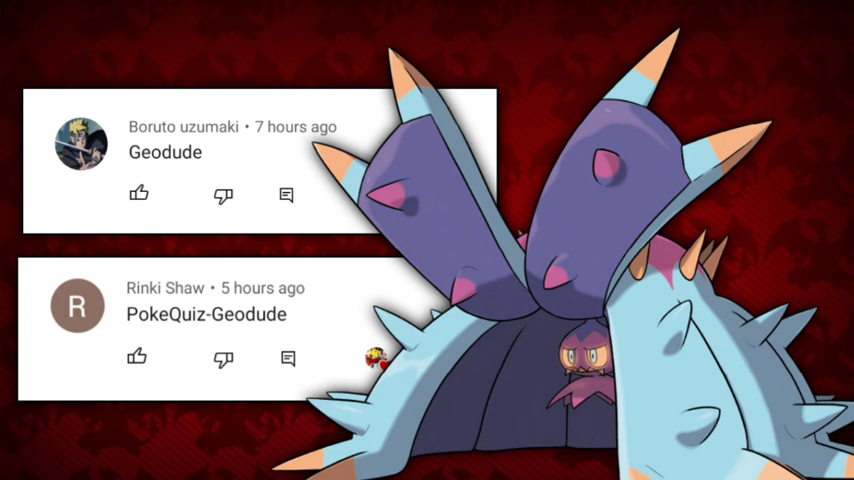 Boruto uzumaki • 7 hours ago
Geodude
R
Rinki Shaw • 5 hours ago
PokeQuiz-Geodude